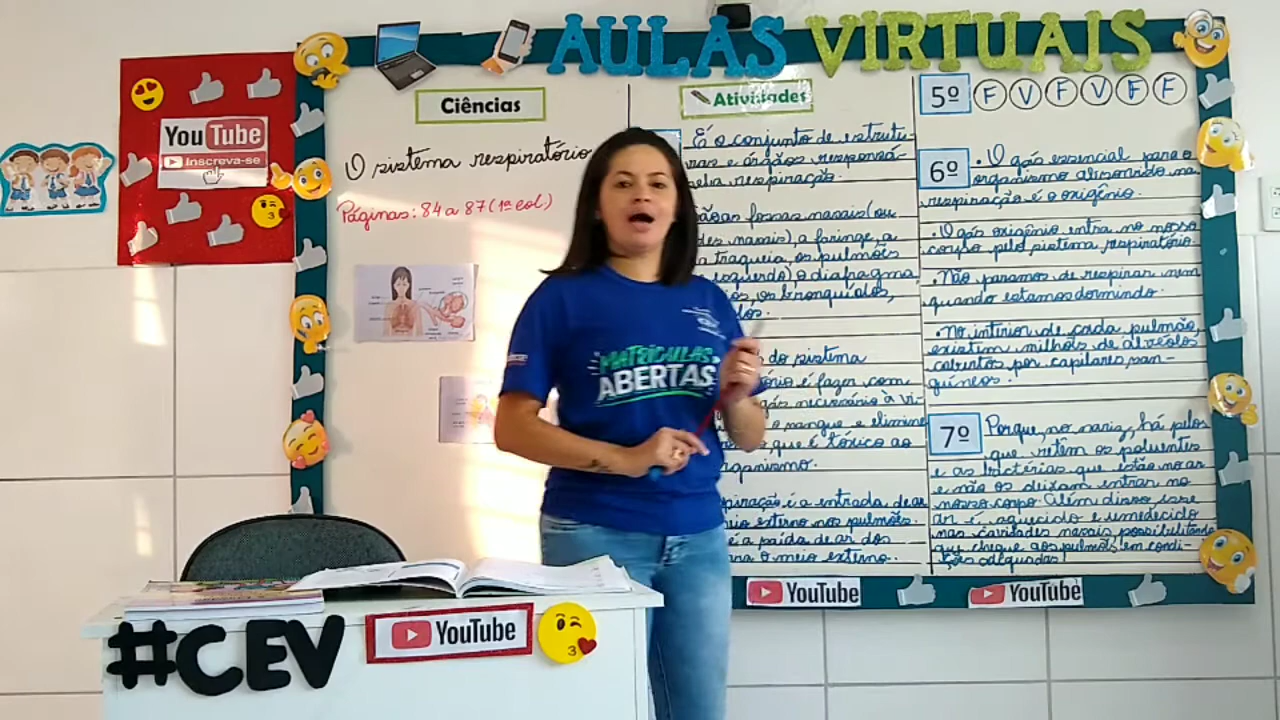 AULAS VIRTUAIS
YouTube
Inscreva-se
Ciências
O sistema respiratório
Páginas: 84 a 87 (1ª col)
Atividades
É o conjunto de estrutu-
ras e órgãos responsá-
respiração.
fossas nasais (ou
nasais), a faringe, a
a traqueia, os pulmões
esquerdo) o diafragma,
os bronquíolos,
do sistema
é fazer com
gás necessário à vi-
o sangue e elimine
que é tóxico ao
organismo.
é a entrada de ar
externo nos pulmões.
é a saída de ar dos
o meio externo.
5º F V F V F F
6º
• O gás essencial para o
organismo absorvido na
respiração é o oxigênio.
• O gás oxigênio entra no nosso
corpo pelo sistema respiratório.
• Não paramos de respirar nem
quando estamos dormindo.
• No interior de cada pulmão,
existem milhões de alvéolos
cobertos por capilares san-
guíneos.
7º
Porque, no nariz, há pelos
que retêm os poluentes
e as bactérias que estão no ar
e não os deixam entrar no
nosso corpo. Além disso, esse
ar é aquecido e umedecido
nas cavidades nasais possibilitando
que chegue aos pulmões em condi-
ções adequadas!
MATRÍCULAS
ABERTAS
YouTube
YouTube
#CEV
YouTube